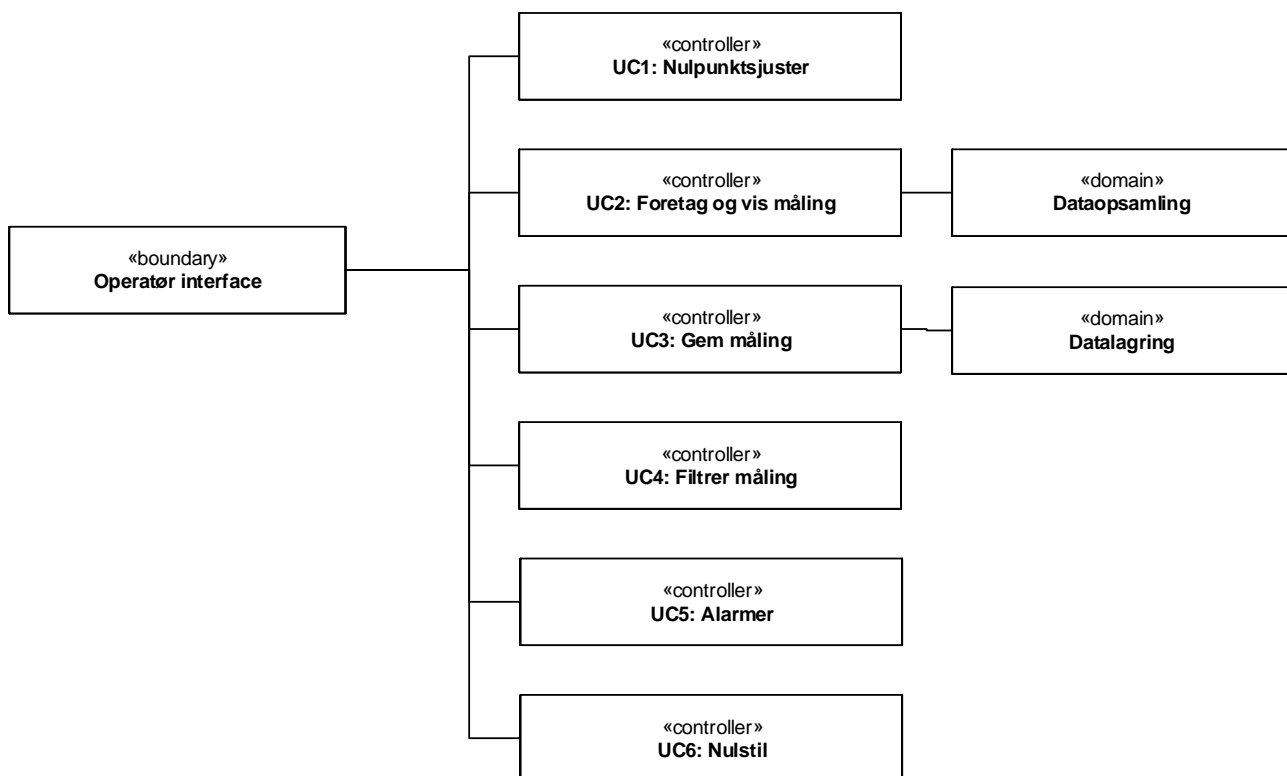 «controller»
UC1: Nulpunktsjuster
«controller»
UC2: Foretag og vis måling
«domain»
Dataopsamling
«boundary»
Operatør interface
«controller»
UC3: Gem måling
«domain»
Datalagring
«controller»
UC4: Filtrer måling
«controller»
UC5: Alarmer
«controller»
UC6: Nulstil